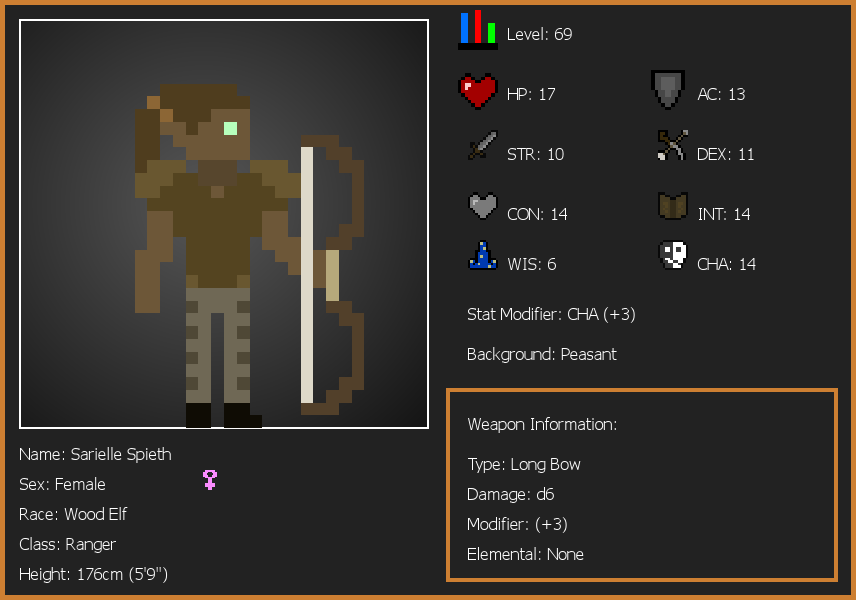 Level: 69
HP: 17
AC: 13
STR: 10
DEX: 11
CON: 14
INT: 14
WIS: 6
CHA: 14
Stat Modifier: CHA (+3)
Background: Peasant
Weapon Information:
Type: Long Bow
Damage: d6
Modifier: (+3)
Elemental: None
Name: Sarielle Spieth
Sex: Female
Race: Wood Elf
Class: Ranger
Height: 176cm (5'9")